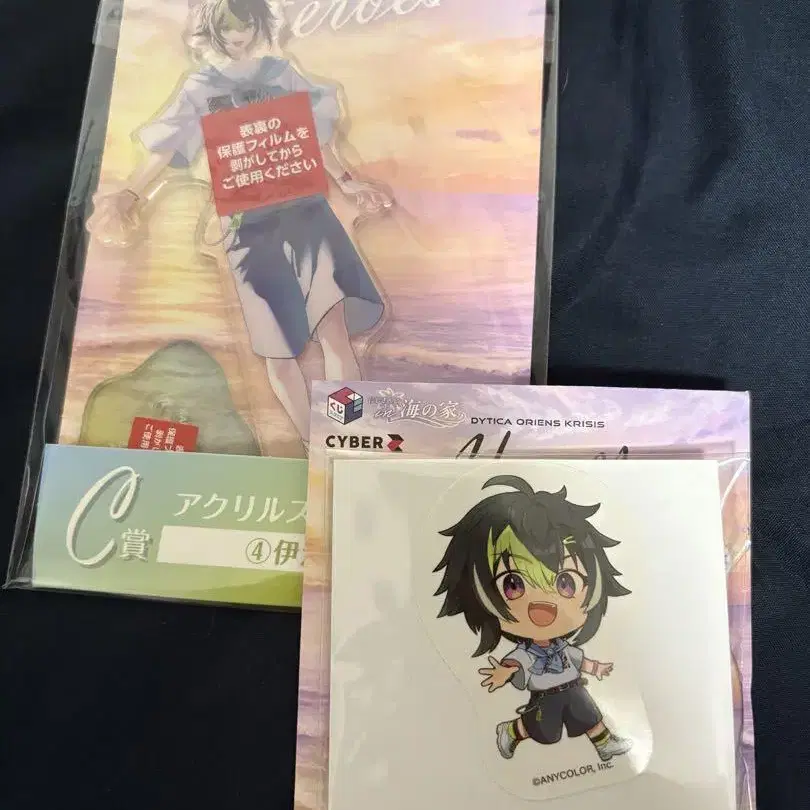 eroes
表裏の
保護フィルムを
剥がしてから
ご使用ください
C賞
アクリルス
④伊
くじ
海の家
DYTICA ORIENS KRISIS
CYBER Z
©ANYCOLOR, Inc.